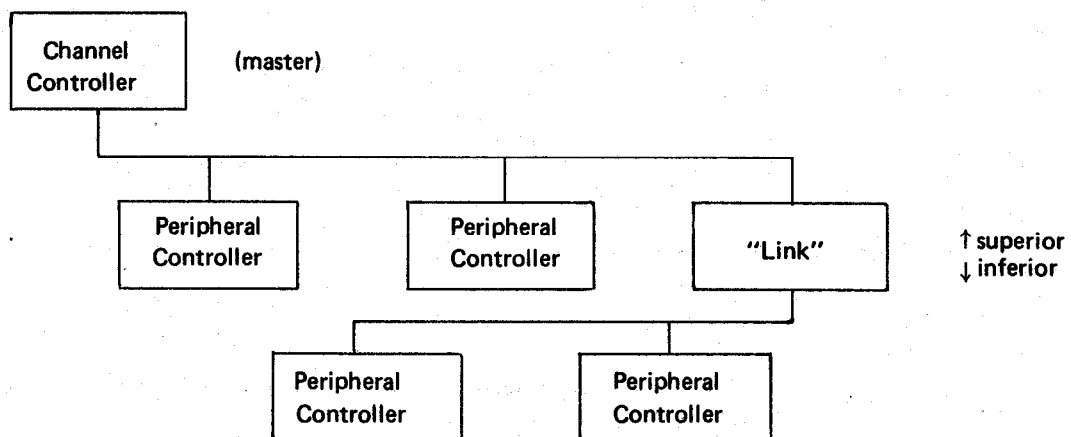 Channel
Controller
(master)
Peripheral
Controller
Peripheral
Controller
"Link"
↑ superior
↓ inferior
Peripheral
Controller
Peripheral
Controller